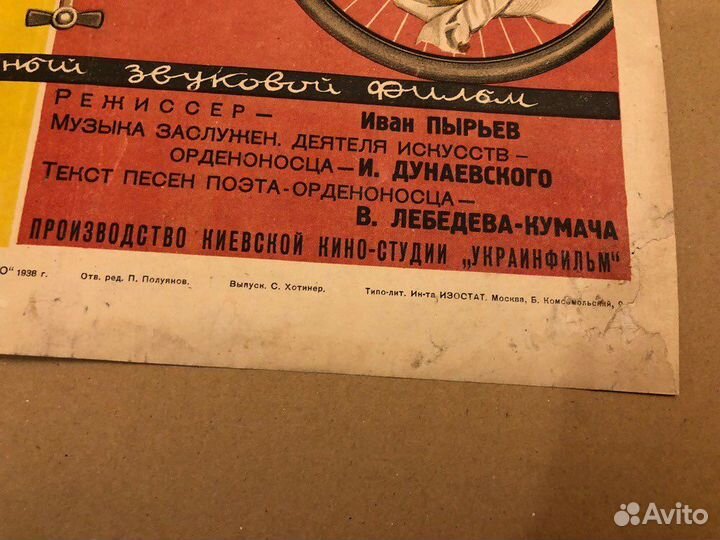 ный звуковой фильм
РЕЖИССЕР — Иван ПЫРЬЕВ
МУЗЫКА ЗАСЛУЖЕН. ДЕЯТЕЛЯ ИСКУССТВ –
ОРДЕНОНОСЦА — И. ДУНАЕВСКОГО
ТЕКСТ ПЕСЕН ПОЭТА-ОРДЕНОНОСЦА —
В. ЛЕБЕДЕВА-КУМАЧА
ПРОИЗВОДСТВО КИЕВСКОЙ КИНО-СТУДИИ „УКРАИНФИЛЬМ“
О“ 1938 г. Отв. ред. П. Полуянов. Выпуск. С. Хотинер. Типо-лит. Ин-та ИЗОСТАТ. Москва, Б. Комсомольский,
Avito